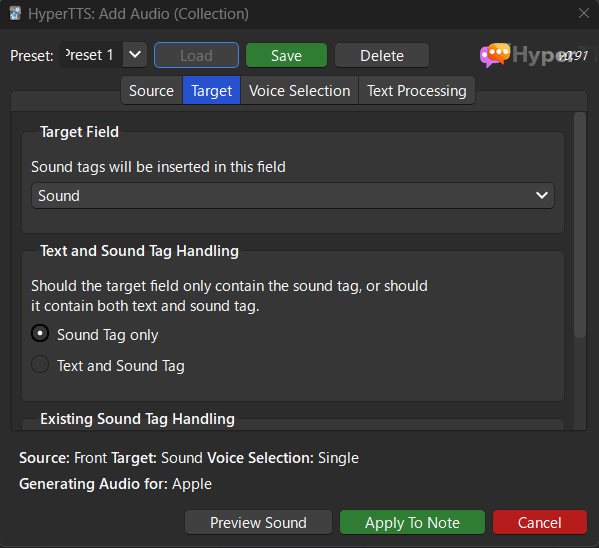 HyperTTS: Add Audio (Collection)
Preset: Preset 1 Load Save Delete Hyper v0.91
Source Target Voice Selection Text Processing
Target Field
Sound tags will be inserted in this field
Sound
Text and Sound Tag Handling
Should the target field only contain the sound tag, or should
it contain both text and sound tag.
Sound Tag only
Text and Sound Tag
Existing Sound Tag Handling
Source: Front Target: Sound Voice Selection: Single
Generating Audio for: Apple
Preview Sound Apply To Note Cancel